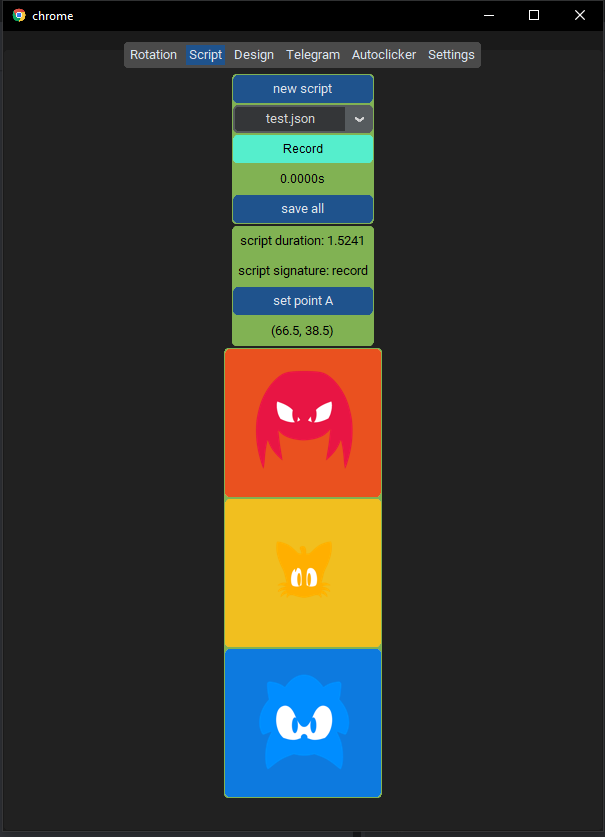 chrome
Rotation Script Design Telegram Autoclicker Settings
new script
test.json
Record
0.0000s
save all
script duration: 1.5241
script signature: record
set point A
(66.5, 38.5)